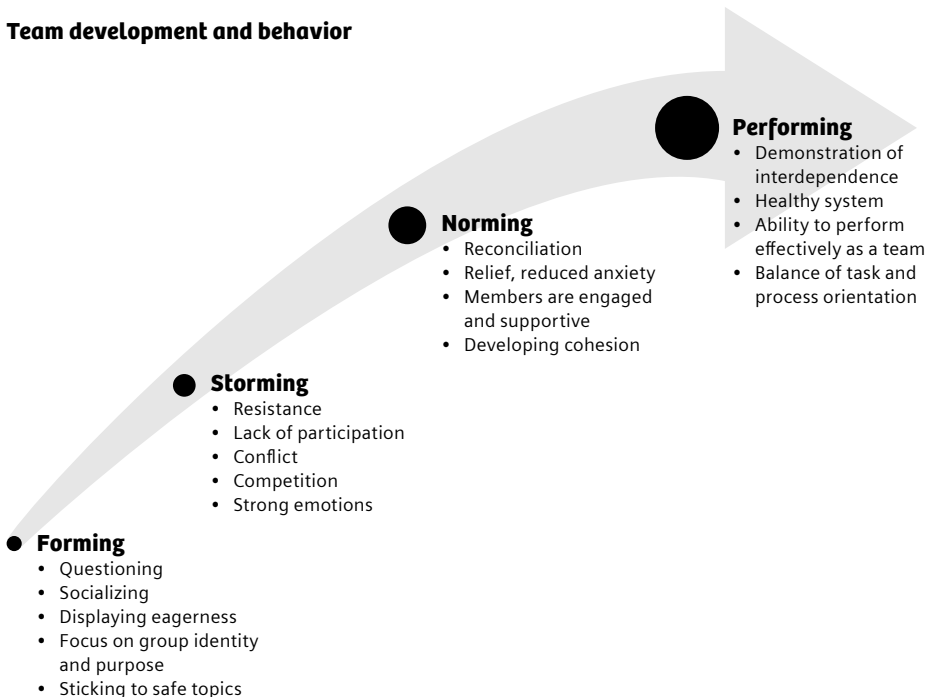 Team development and behavior
Performing
• Demonstration of
interdependence
• Healthy system
• Ability to perform
effectively as a team
• Balance of task and
process orientation
Norming
• Reconciliation
• Relief, reduced anxiety
• Members are engaged
and supportive
• Developing cohesion
Storming
• Resistance
• Lack of participation
• Conflict
• Competition
• Strong emotions
Forming
• Questioning
• Socializing
• Displaying eagerness
• Focus on group identity
and purpose
• Sticking to safe topics